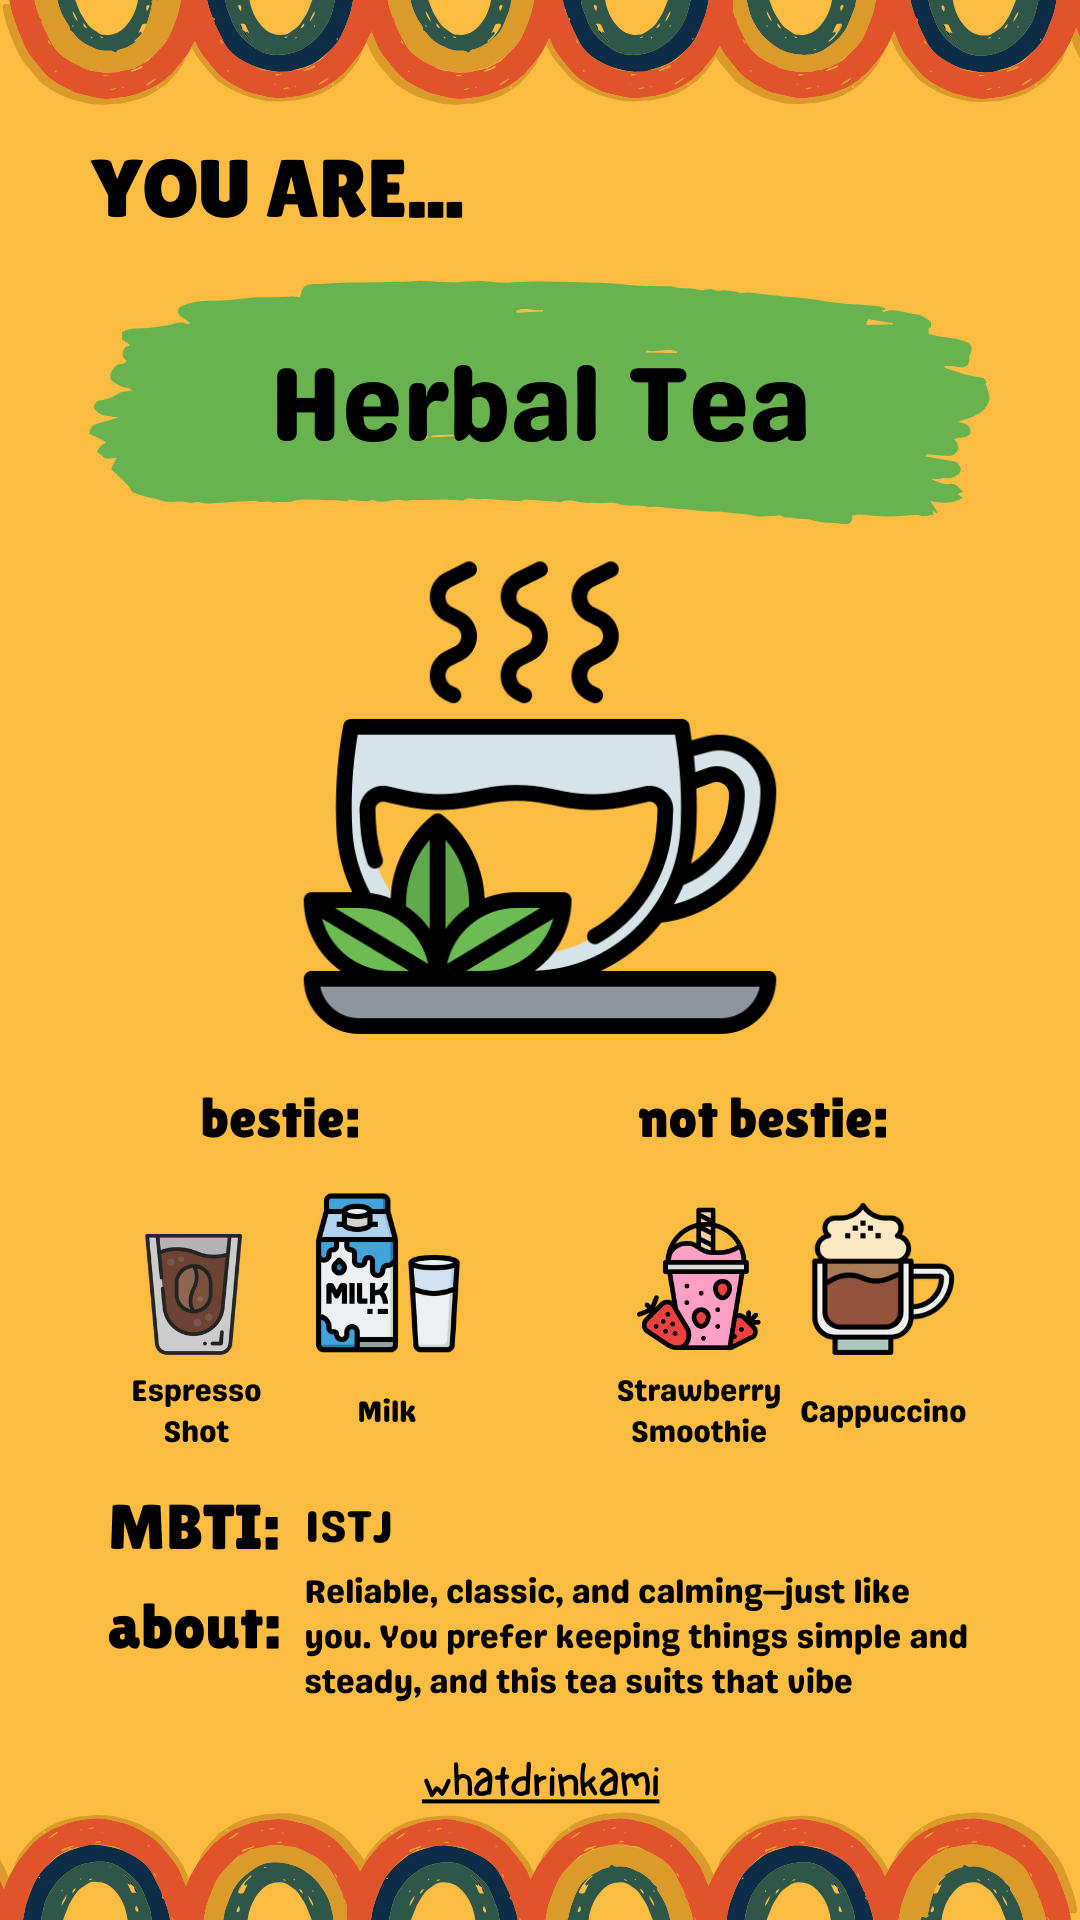 YOU ARE...
Herbal Tea
bestie:
not bestie:
MILK
Espresso
Shot
Milk
Strawberry
Smoothie
Cappuccino
MBTI: ISTJ
about:
Reliable, classic, and calming—just like
you. You prefer keeping things simple and
steady, and this tea suits that vibe
whatdrinkami